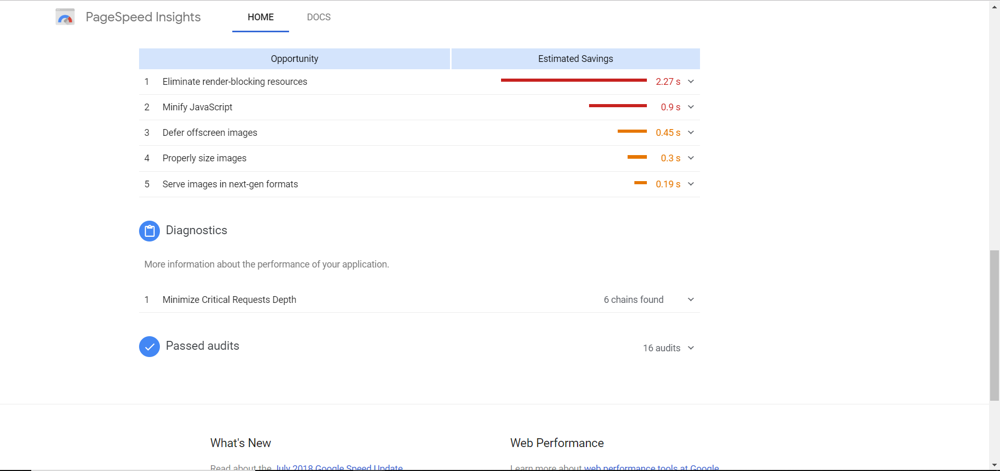 PageSpeed Insights HOME DOCS
Opportunity Estimated Savings
1 Eliminate render-blocking resources 2.27 s
2 Minify JavaScript 0.9 s
3 Defer offscreen images 0.45 s
4 Properly size images 0.3 s
5 Serve images in next-gen formats 0.19 s
Diagnostics
More information about the performance of your application.
1 Minimize Critical Requests Depth 6 chains found
Passed audits 16 audits
What's New Web Performance
Read about the July 2018 Google Speed Update Learn more about web performance tools at Google